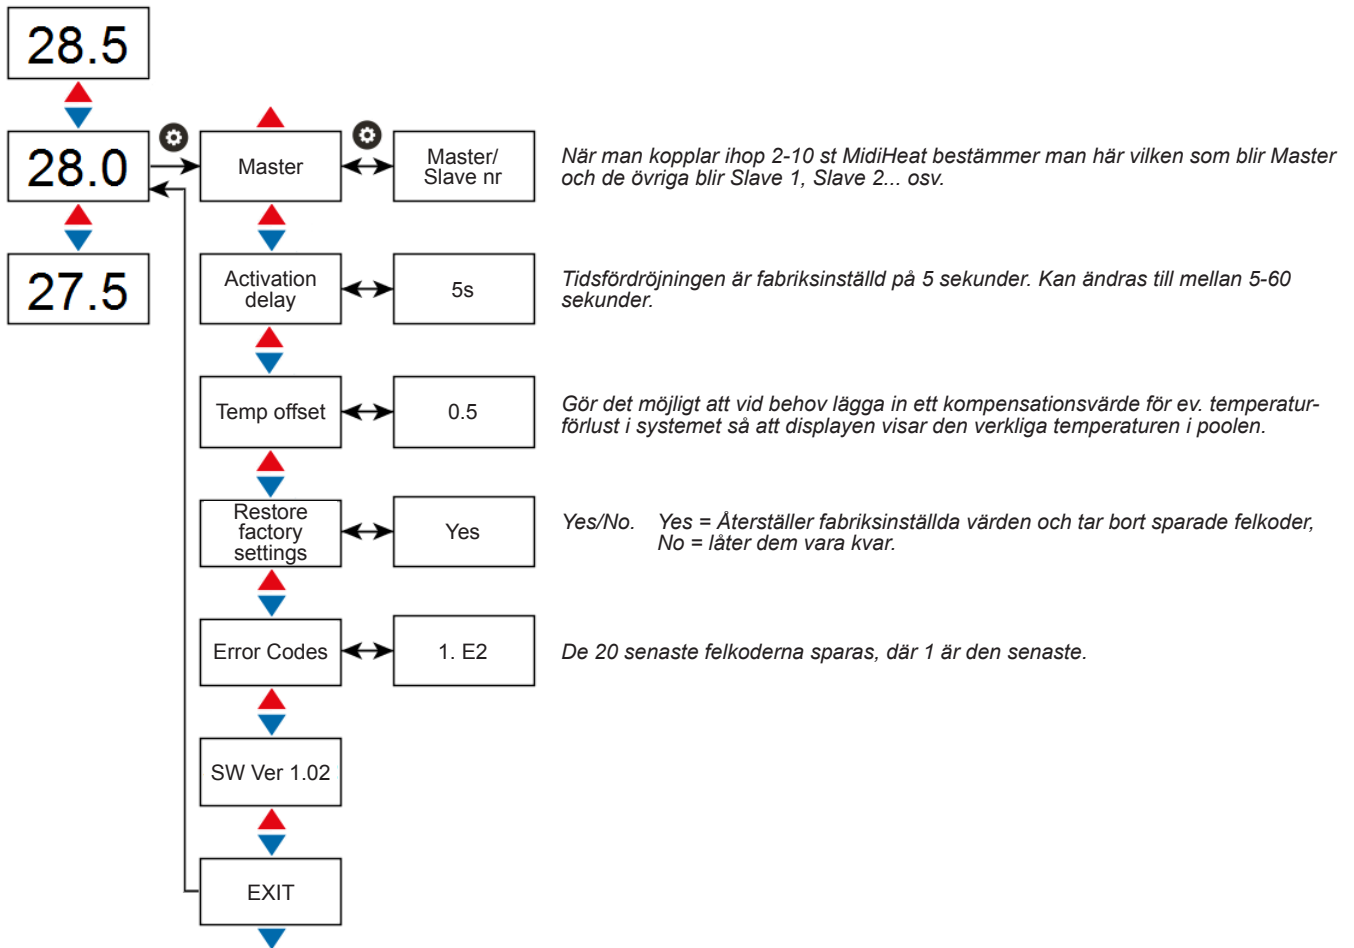 28.5
28.0
27.5
Master
Master/
Slave nr
När man kopplar ihop 2-10 st MidiHeat bestämmer man här vilken som blir Master
och de övriga blir Slave 1, Slave 2... osv.
Activation
delay
5s
Tidsfördröjningen är fabriksinställd på 5 sekunder. Kan ändras till mellan 5-60
sekunder.
Temp offset
0.5
Gör det möjligt att vid behov lägga in ett kompensationsvärde för ev. temperatur-
förlust i systemet så att displayen visar den verkliga temperaturen i poolen.
Restore
factory
settings
Yes
Yes/No. Yes = Återställer fabriksinställda värden och tar bort sparade felkoder,
No = låter dem vara kvar.
Error Codes
1. E2
De 20 senaste felkoderna sparas, där 1 är den senaste.
SW Ver 1.02
EXIT